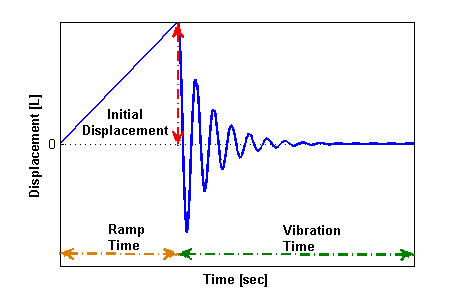 Displacement [L]
0
Initial
Displacement
Ramp
Time
Vibration
Time
Time [sec]